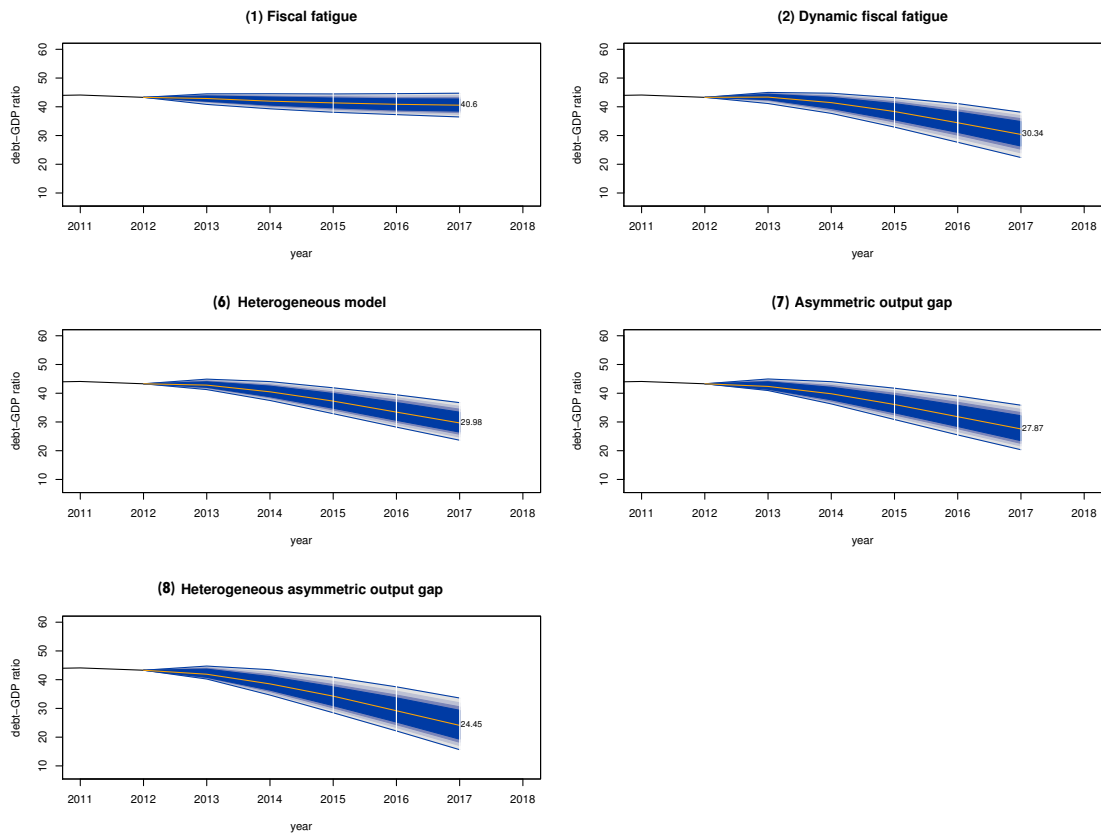 (1) Fiscal fatigue
debt−GDP ratio
60
50
40
30
20
10
40.6
2011 2012 2013 2014 2015 2016 2017 2018
year
(2) Dynamic fiscal fatigue
debt−GDP ratio
60
50
40
30
20
10
30.34
2011 2012 2013 2014 2015 2016 2017 2018
year
(6) Heterogeneous model
debt−GDP ratio
60
50
40
30
20
10
29.98
2011 2012 2013 2014 2015 2016 2017 2018
year
(7) Asymmetric output gap
debt−GDP ratio
60
50
40
30
20
10
27.87
2011 2012 2013 2014 2015 2016 2017 2018
year
(8) Heterogeneous asymmetric output gap
debt−GDP ratio
60
50
40
30
20
10
24.45
2011 2012 2013 2014 2015 2016 2017 2018
year